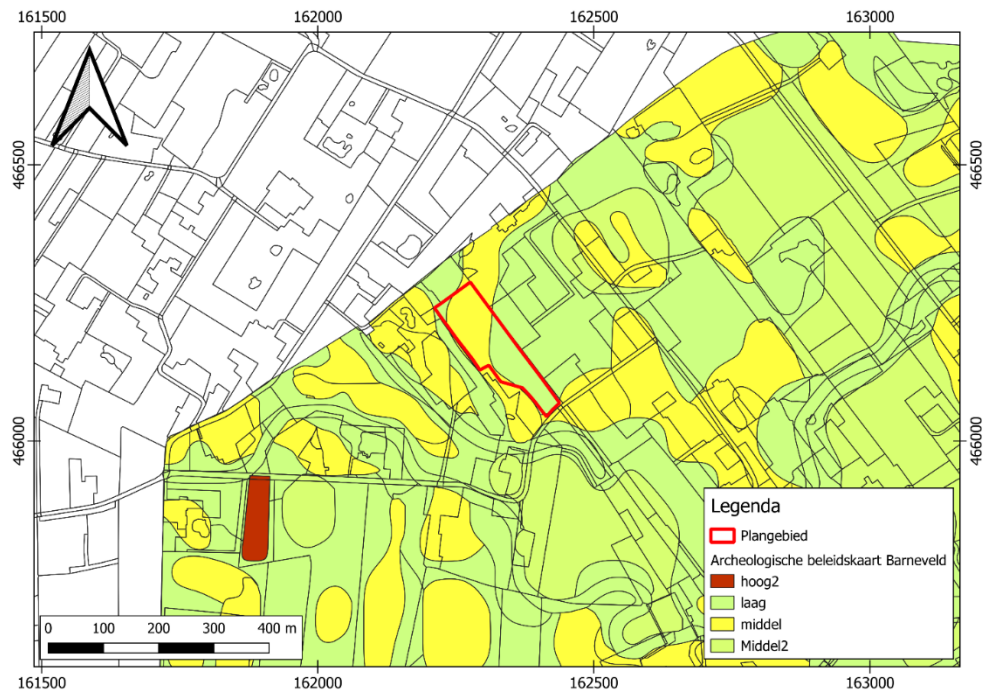 161500 162000 162500 163000
466500 466500
466000 466000
Legenda
Plangebied
Archeologische beleidskaart Barneveld
hoog2
laag
middel
Middel2
0 100 200 300 400 m
161500 162000 162500 163000